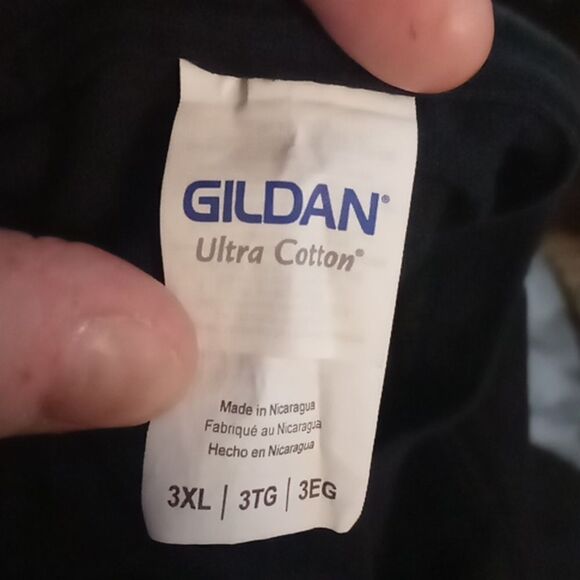 GILDAN®
Ultra Cotton®
Made in Nicaragua
Fabriqué au Nicaragua
Hecho en Nicaragua
3XL | 3TG | 3EG